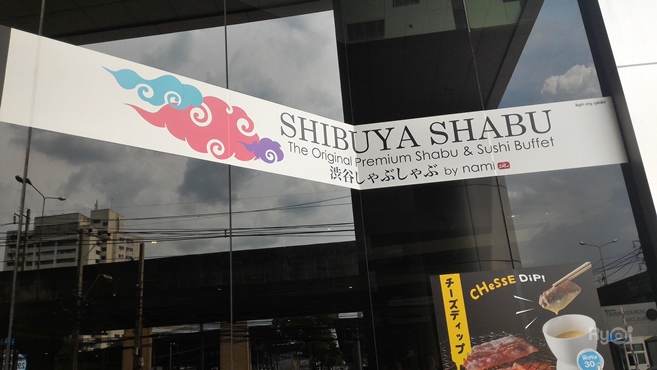 SHIBUYA SHABU
The Original Premium Shabu & Sushi Buffet
渋谷しゃぶしゃぶ by nami
CHeSSE DiP!
チーズディップ
30